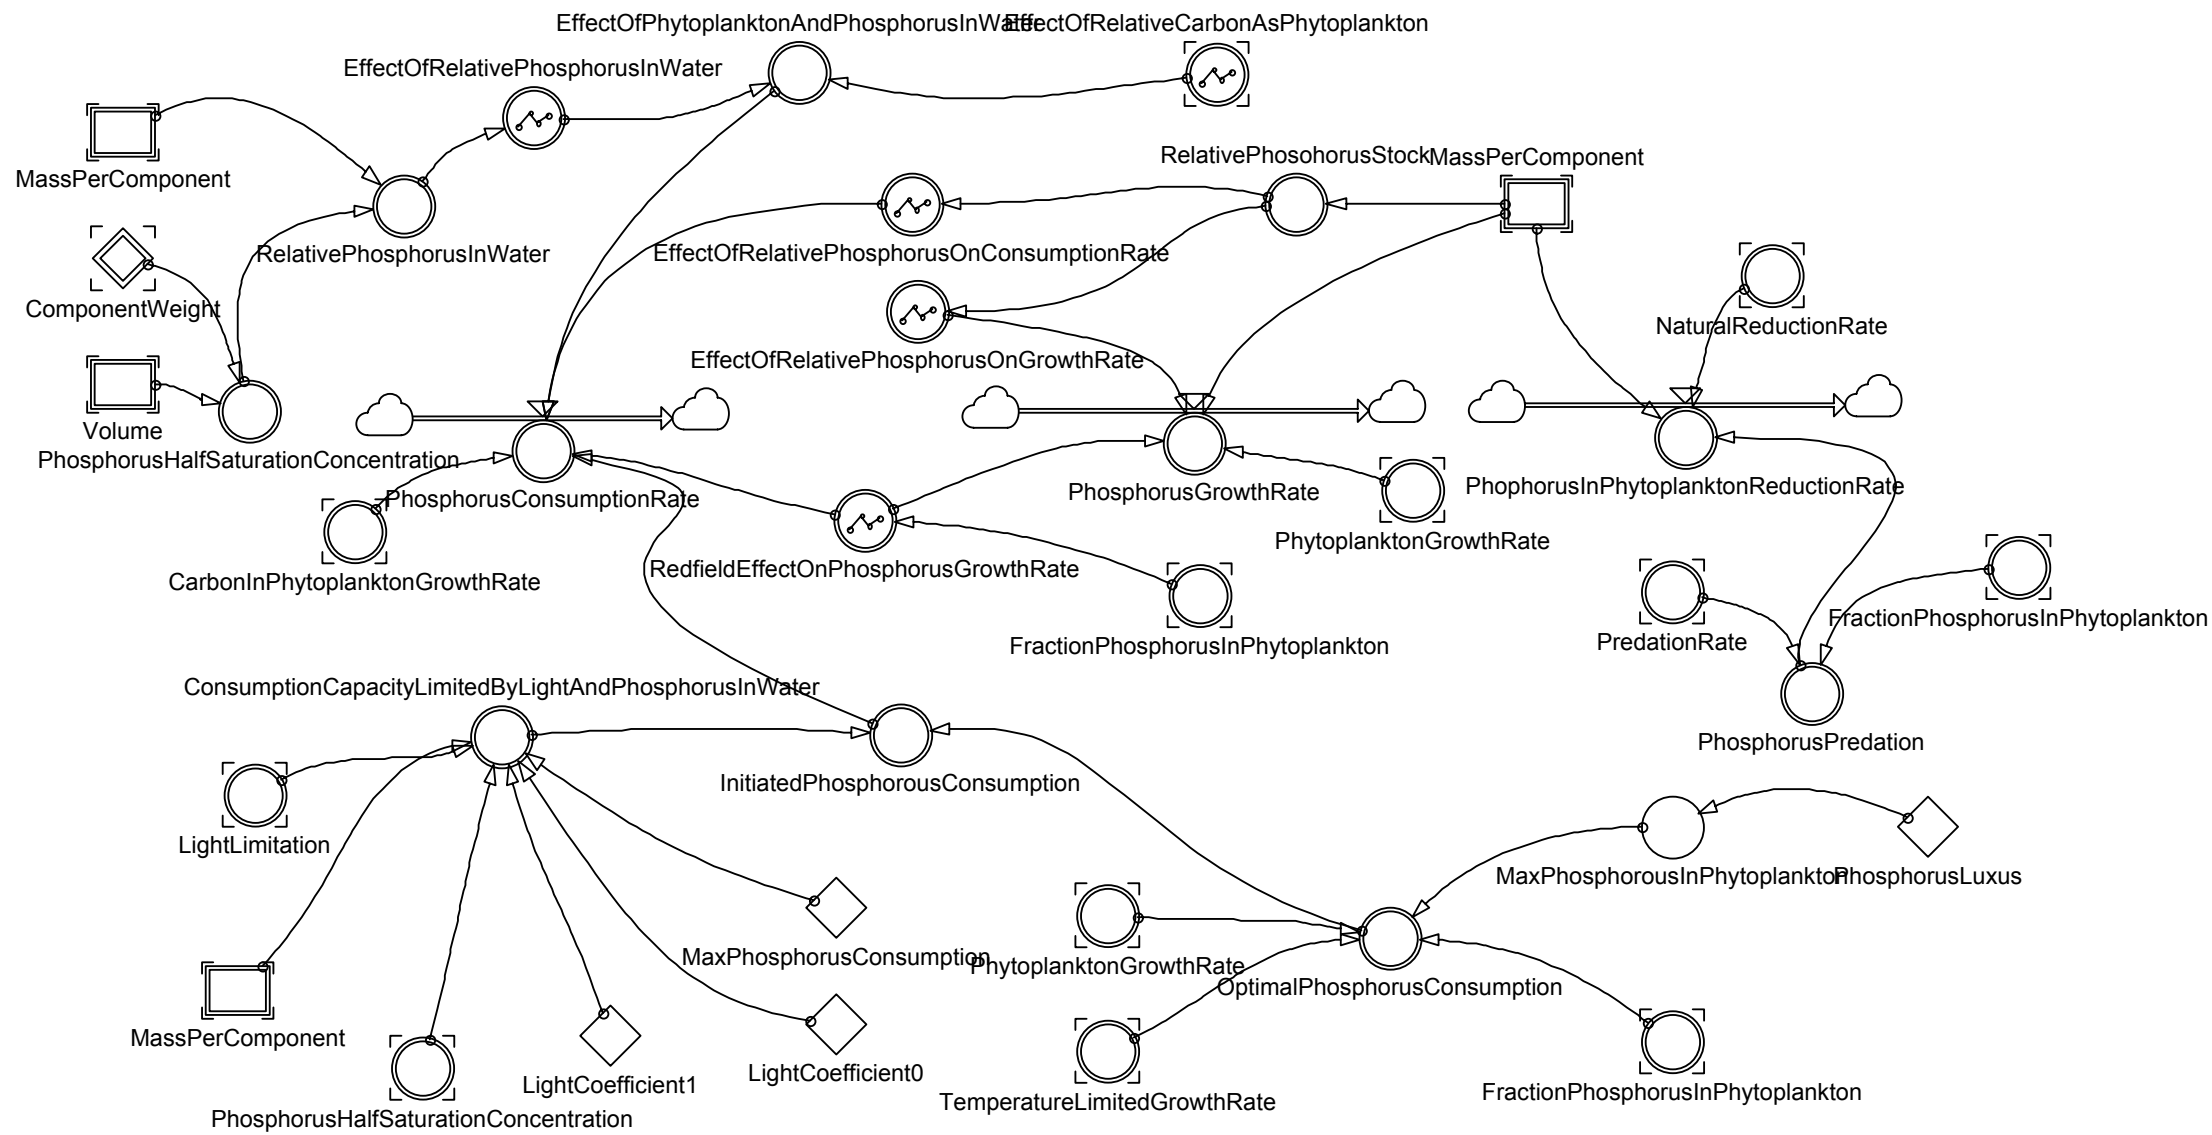 EffectOfPhytoplanktonAndPhosphorusInWater
EffectOfRelativeCarbonAsPhytoplankton
EffectOfRelativePhosphorusInWater
MassPerComponent
RelativePhosohorusStock
MassPerComponent
RelativePhosphorusInWater
EffectOfRelativePhosphorusOnConsumptionRate
ComponentWeight
NaturalReductionRate
EffectOfRelativePhosphorusOnGrowthRate
Volume
PhosphorusHalfSaturationConcentration
PhosphorusConsumptionRate
PhosphorusGrowthRate
PhophorusInPhytoplanktonReductionRate
PhytoplanktonGrowthRate
CarbonInPhytoplanktonGrowthRate
RedfieldEffectOnPhosphorusGrowthRate
FractionPhosphorusInPhytoplankton
PredationRate
FractionPhosphorusInPhytoplankton
ConsumptionCapacityLimitedByLightAndPhosphorusInWater
PhosphorusPredation
InitiatedPhosphorousConsumption
LightLimitation
MaxPhosphorousInPhytoplankton
PhosphorusLuxus
MaxPhosphorusConsumption
PhytoplanktonGrowthRate
OptimalPhosphorusConsumption
MassPerComponent
LightCoefficient1
LightCoefficient0
TemperatureLimitedGrowthRate
FractionPhosphorusInPhytoplankton
PhosphorusHalfSaturationConcentration